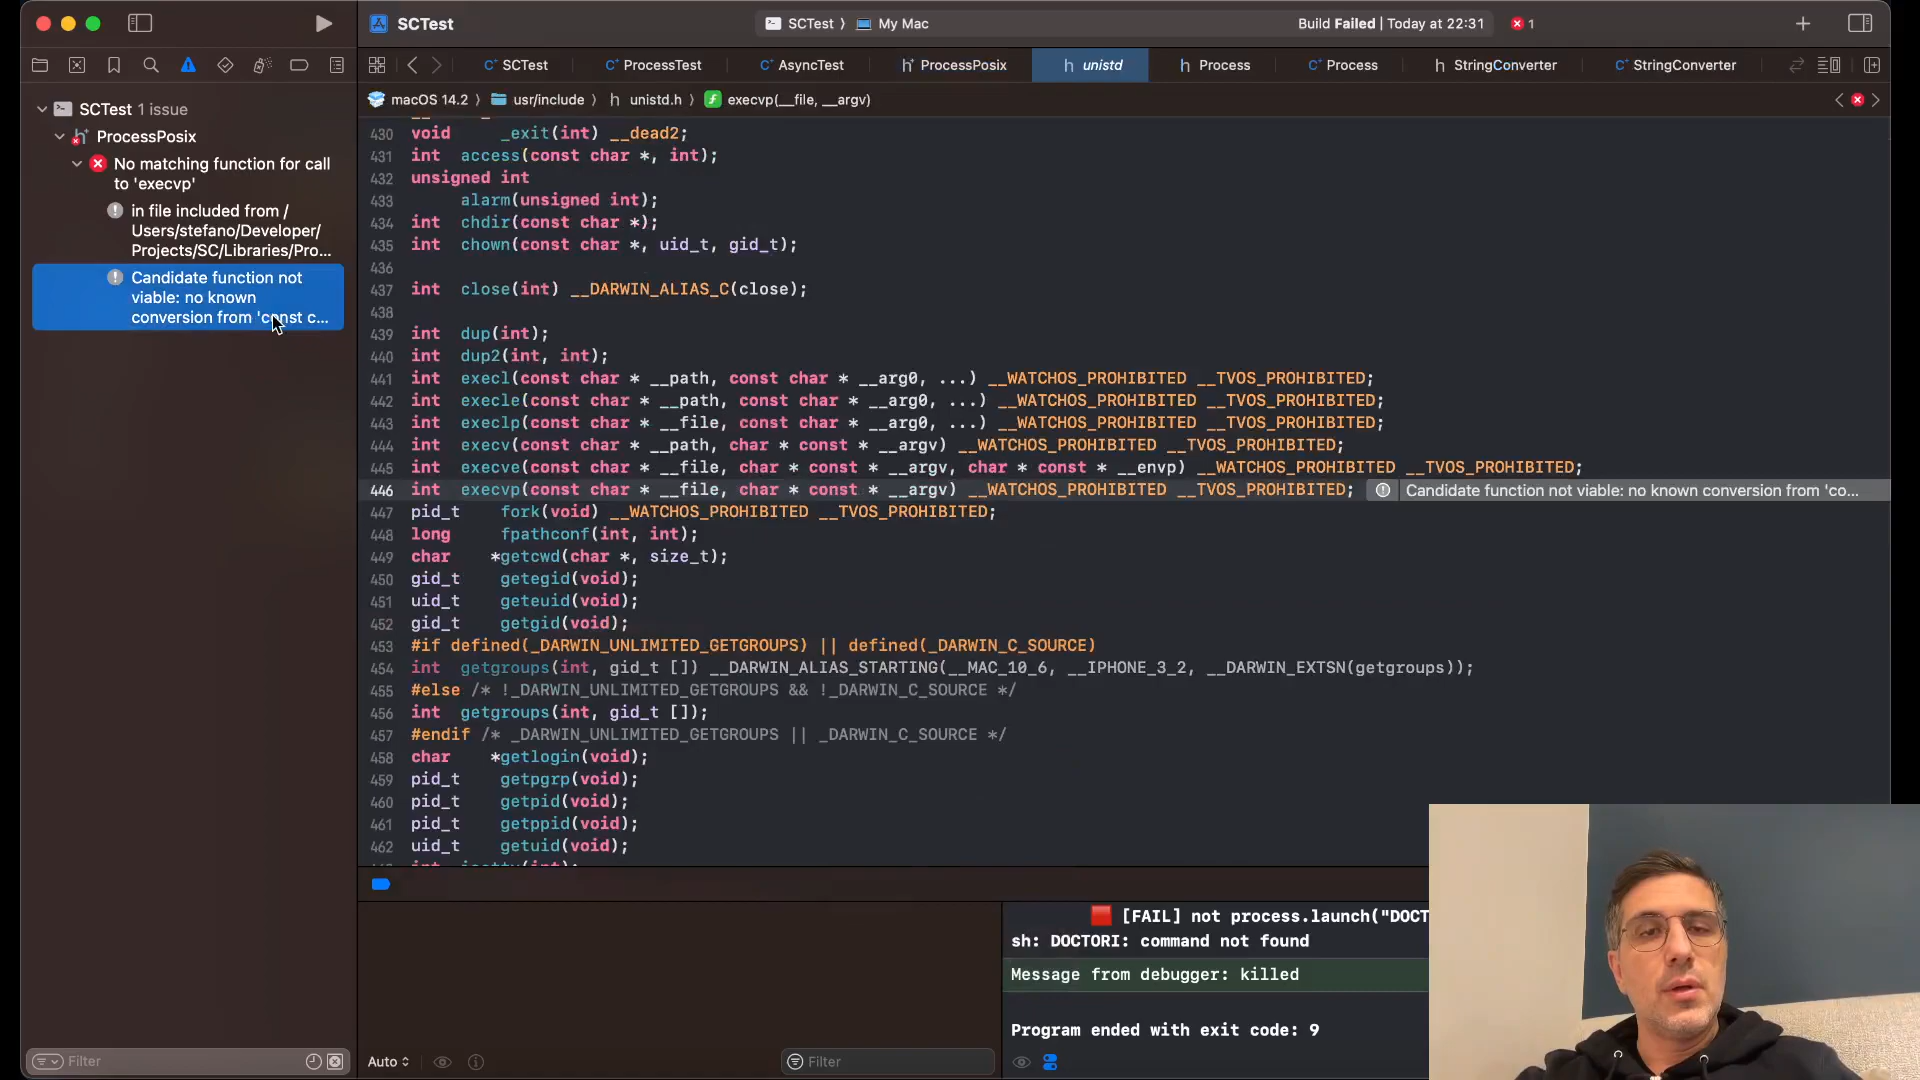 SCTest
SCTest 〉 My Mac
Build Failed | Today at 22:31
1
SCTest
ProcessTest
AsyncTest
ProcessPosix
unistd
Process
Process
StringConverter
StringConverter
macOS 14.2 〉 usr/include 〉 h unistd.h 〉 execvp(__file, __argv)
SCTest 1 issue
ProcessPosix
No matching function for call
to 'execvp'
in file included from /
Users/stefano/Developer/
Projects/SC/Libraries/Pro...
Candidate function not
viable: no known
conversion from 'const c...
430 void _exit(int) __dead2;
431 int access(const char *, int);
432 unsigned int
433 alarm(unsigned int);
434 int chdir(const char *);
435 int chown(const char *, uid_t, gid_t);
436
437 int close(int) __DARWIN_ALIAS_C(close);
438
439 int dup(int);
440 int dup2(int, int);
441 int execl(const char * __path, const char * __arg0, ...) __WATCHOS_PROHIBITED __TVOS_PROHIBITED;
442 int execle(const char * __path, const char * __arg0, ...) __WATCHOS_PROHIBITED __TVOS_PROHIBITED;
443 int execlp(const char * __file, const char * __arg0, ...) __WATCHOS_PROHIBITED __TVOS_PROHIBITED;
444 int execv(const char * __path, char * const * __argv) __WATCHOS_PROHIBITED __TVOS_PROHIBITED;
445 int execve(const char * __file, char * const * __argv, char * const * __envp) __WATCHOS_PROHIBITED __TVOS_PROHIBITED;
446 int execvp(const char * __file, char * const * __argv) __WATCHOS_PROHIBITED __TVOS_PROHIBITED; Candidate function not viable: no known conversion from 'co...
447 pid_t fork(void) __WATCHOS_PROHIBITED __TVOS_PROHIBITED;
448 long fpathconf(int, int);
449 char *getcwd(char *, size_t);
450 gid_t getegid(void);
451 uid_t geteuid(void);
452 gid_t getgid(void);
453 #if defined(_DARWIN_UNLIMITED_GETGROUPS) || defined(_DARWIN_C_SOURCE)
454 int getgroups(int, gid_t []) __DARWIN_ALIAS_STARTING(__MAC_10_6, __IPHONE_3_2, __DARWIN_EXTSN(getgroups));
455 #else /* !_DARWIN_UNLIMITED_GETGROUPS && !_DARWIN_C_SOURCE */
456 int getgroups(int, gid_t []);
457 #endif /* _DARWIN_UNLIMITED_GETGROUPS || _DARWIN_C_SOURCE */
458 char *getlogin(void);
459 pid_t getpgrp(void);
460 pid_t getpid(void);
461 pid_t getppid(void);
462 uid_t getuid(void);
[FAIL] not process.launch("DOCT
sh: DOCTORI: command not found
Message from debugger: killed
Program ended with exit code: 9
Filter
Auto
Filter